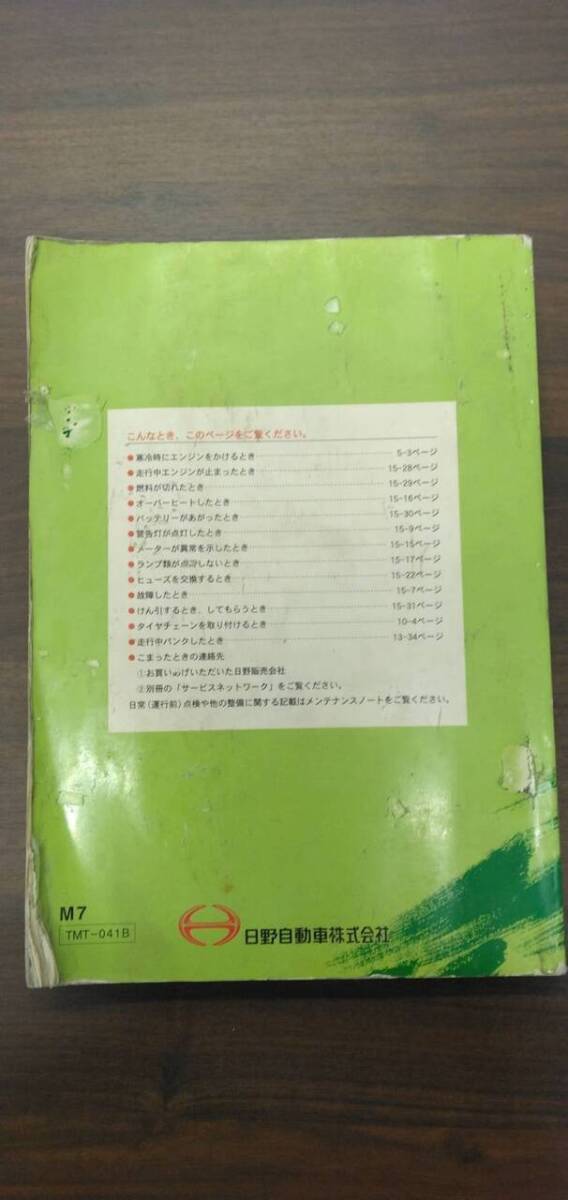 こんなとき、このページをご覧ください。
●寒冷時にエンジンをかけるとき 5-3ページ
●走行中エンジンが止まったとき 15-28ページ
●燃料が切れたとき 15-29ページ
●オーバーヒートしたとき 15-16ページ
●バッテリーがあがったとき 15-30ページ
●警告灯が点灯したとき 15-9ページ
●メーターが異常を示したとき 15-15ページ
●ランプ類が点灯しないとき 15-17ページ
●ヒューズを交換するとき 15-22ページ
●故障したとき 15-7ページ
●けん引するとき、してもらうとき 15-31ページ
●タイヤチェーンを取り付けるとき 10-4ページ
●走行中パンクしたとき 13-34ページ
●こまったときの連絡先
①お買い上げいただいた日野販売会社
②別冊の「サービスネットワーク」をご覧ください。
日常(運行前)点検や他の整備に関する記載はメンテナンスノートをご覧ください。
M7
TMT-041B
日野自動車株式会社